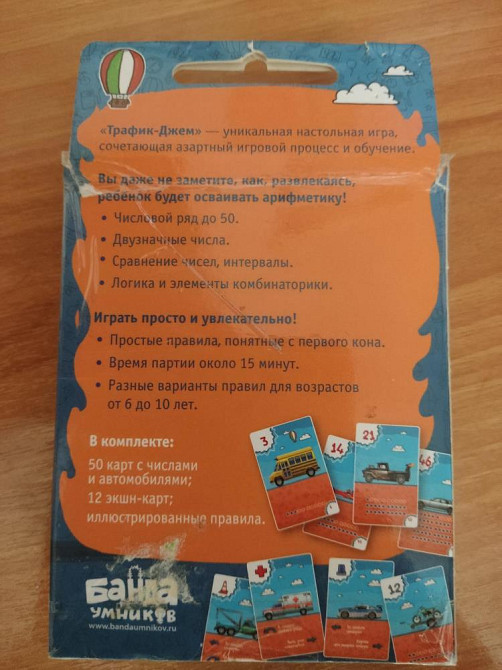 «Трафик-Джем» — уникальная настольная игра,
сочетающая азартный игровой процесс и обучение.
Вы даже не заметите, как, развлекаясь,
ребёнок будет осваивать арифметику!
• Числовой ряд до 50.
• Двузначные числа.
• Сравнение чисел, интервалы.
• Логика и элементы комбинаторики.
Играть просто и увлекательно!
• Простые правила, понятные с первого кона.
• Время партии около 15 минут.
• Разные варианты правил для возрастов
от 6 до 10 лет.
В комплекте:
50 карт с числами
и автомобилями;
12 экшн-карт;
иллюстрированные правила.
3
14
21
46
12
Банда
умников
www.bandaumnikov.ru